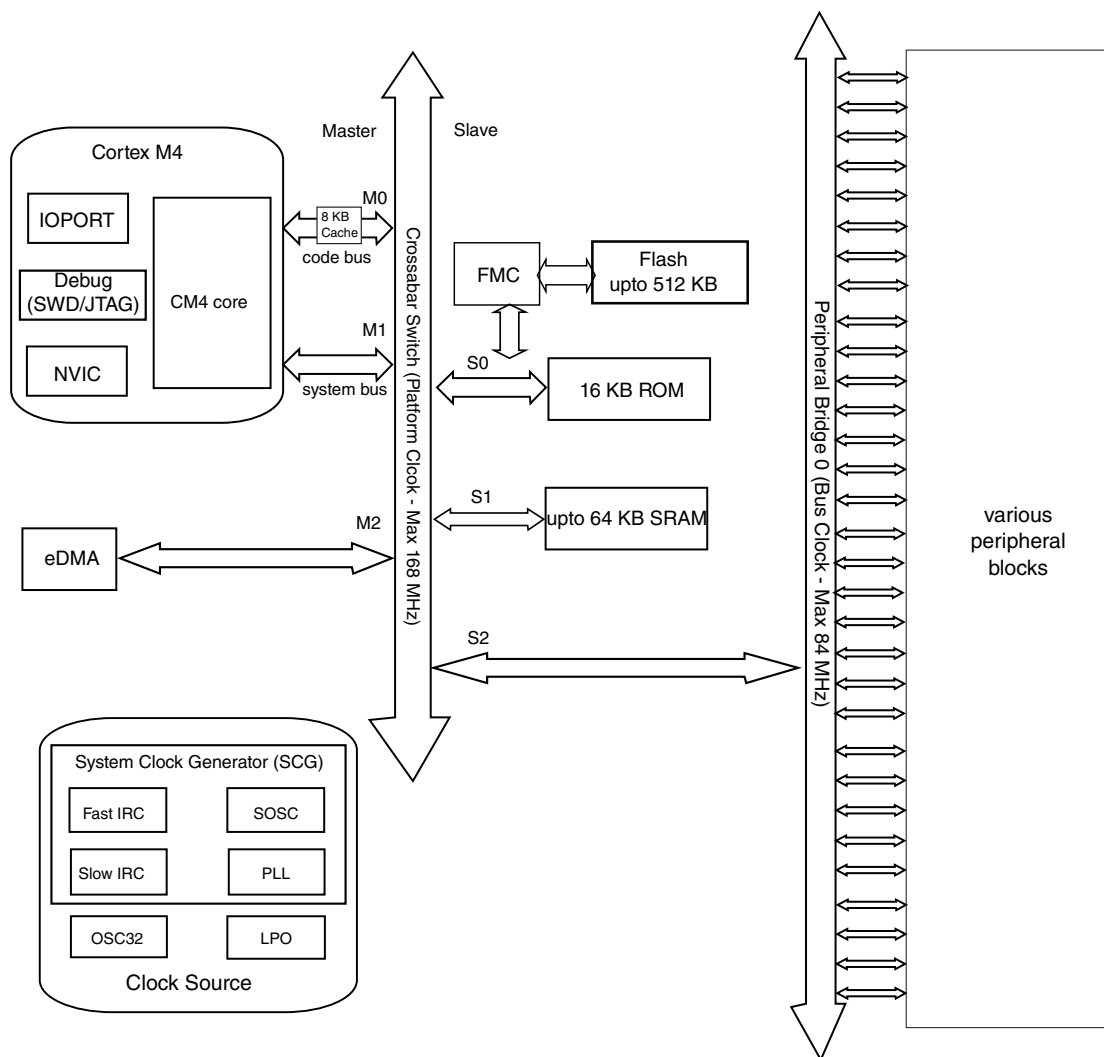 Master
Slave
Cortex M4
IOPORT
Debug
(SWD/JTAG)
NVIC
CM4 core
M0
8 KB
Cache
code bus
M1
system bus
Crossabar Switch (Platform Clcok - Max 168 MHz)
FMC
Flash
upto 512 KB
S0
16 KB ROM
S1
upto 64 KB SRAM
M2
eDMA
S2
Peripheral Bridge 0 (Bus Clock - Max 84 MHz)
various
peripheral
blocks
System Clock Generator (SCG)
Fast IRC
SOSC
Slow IRC
PLL
OSC32
LPO
Clock Source